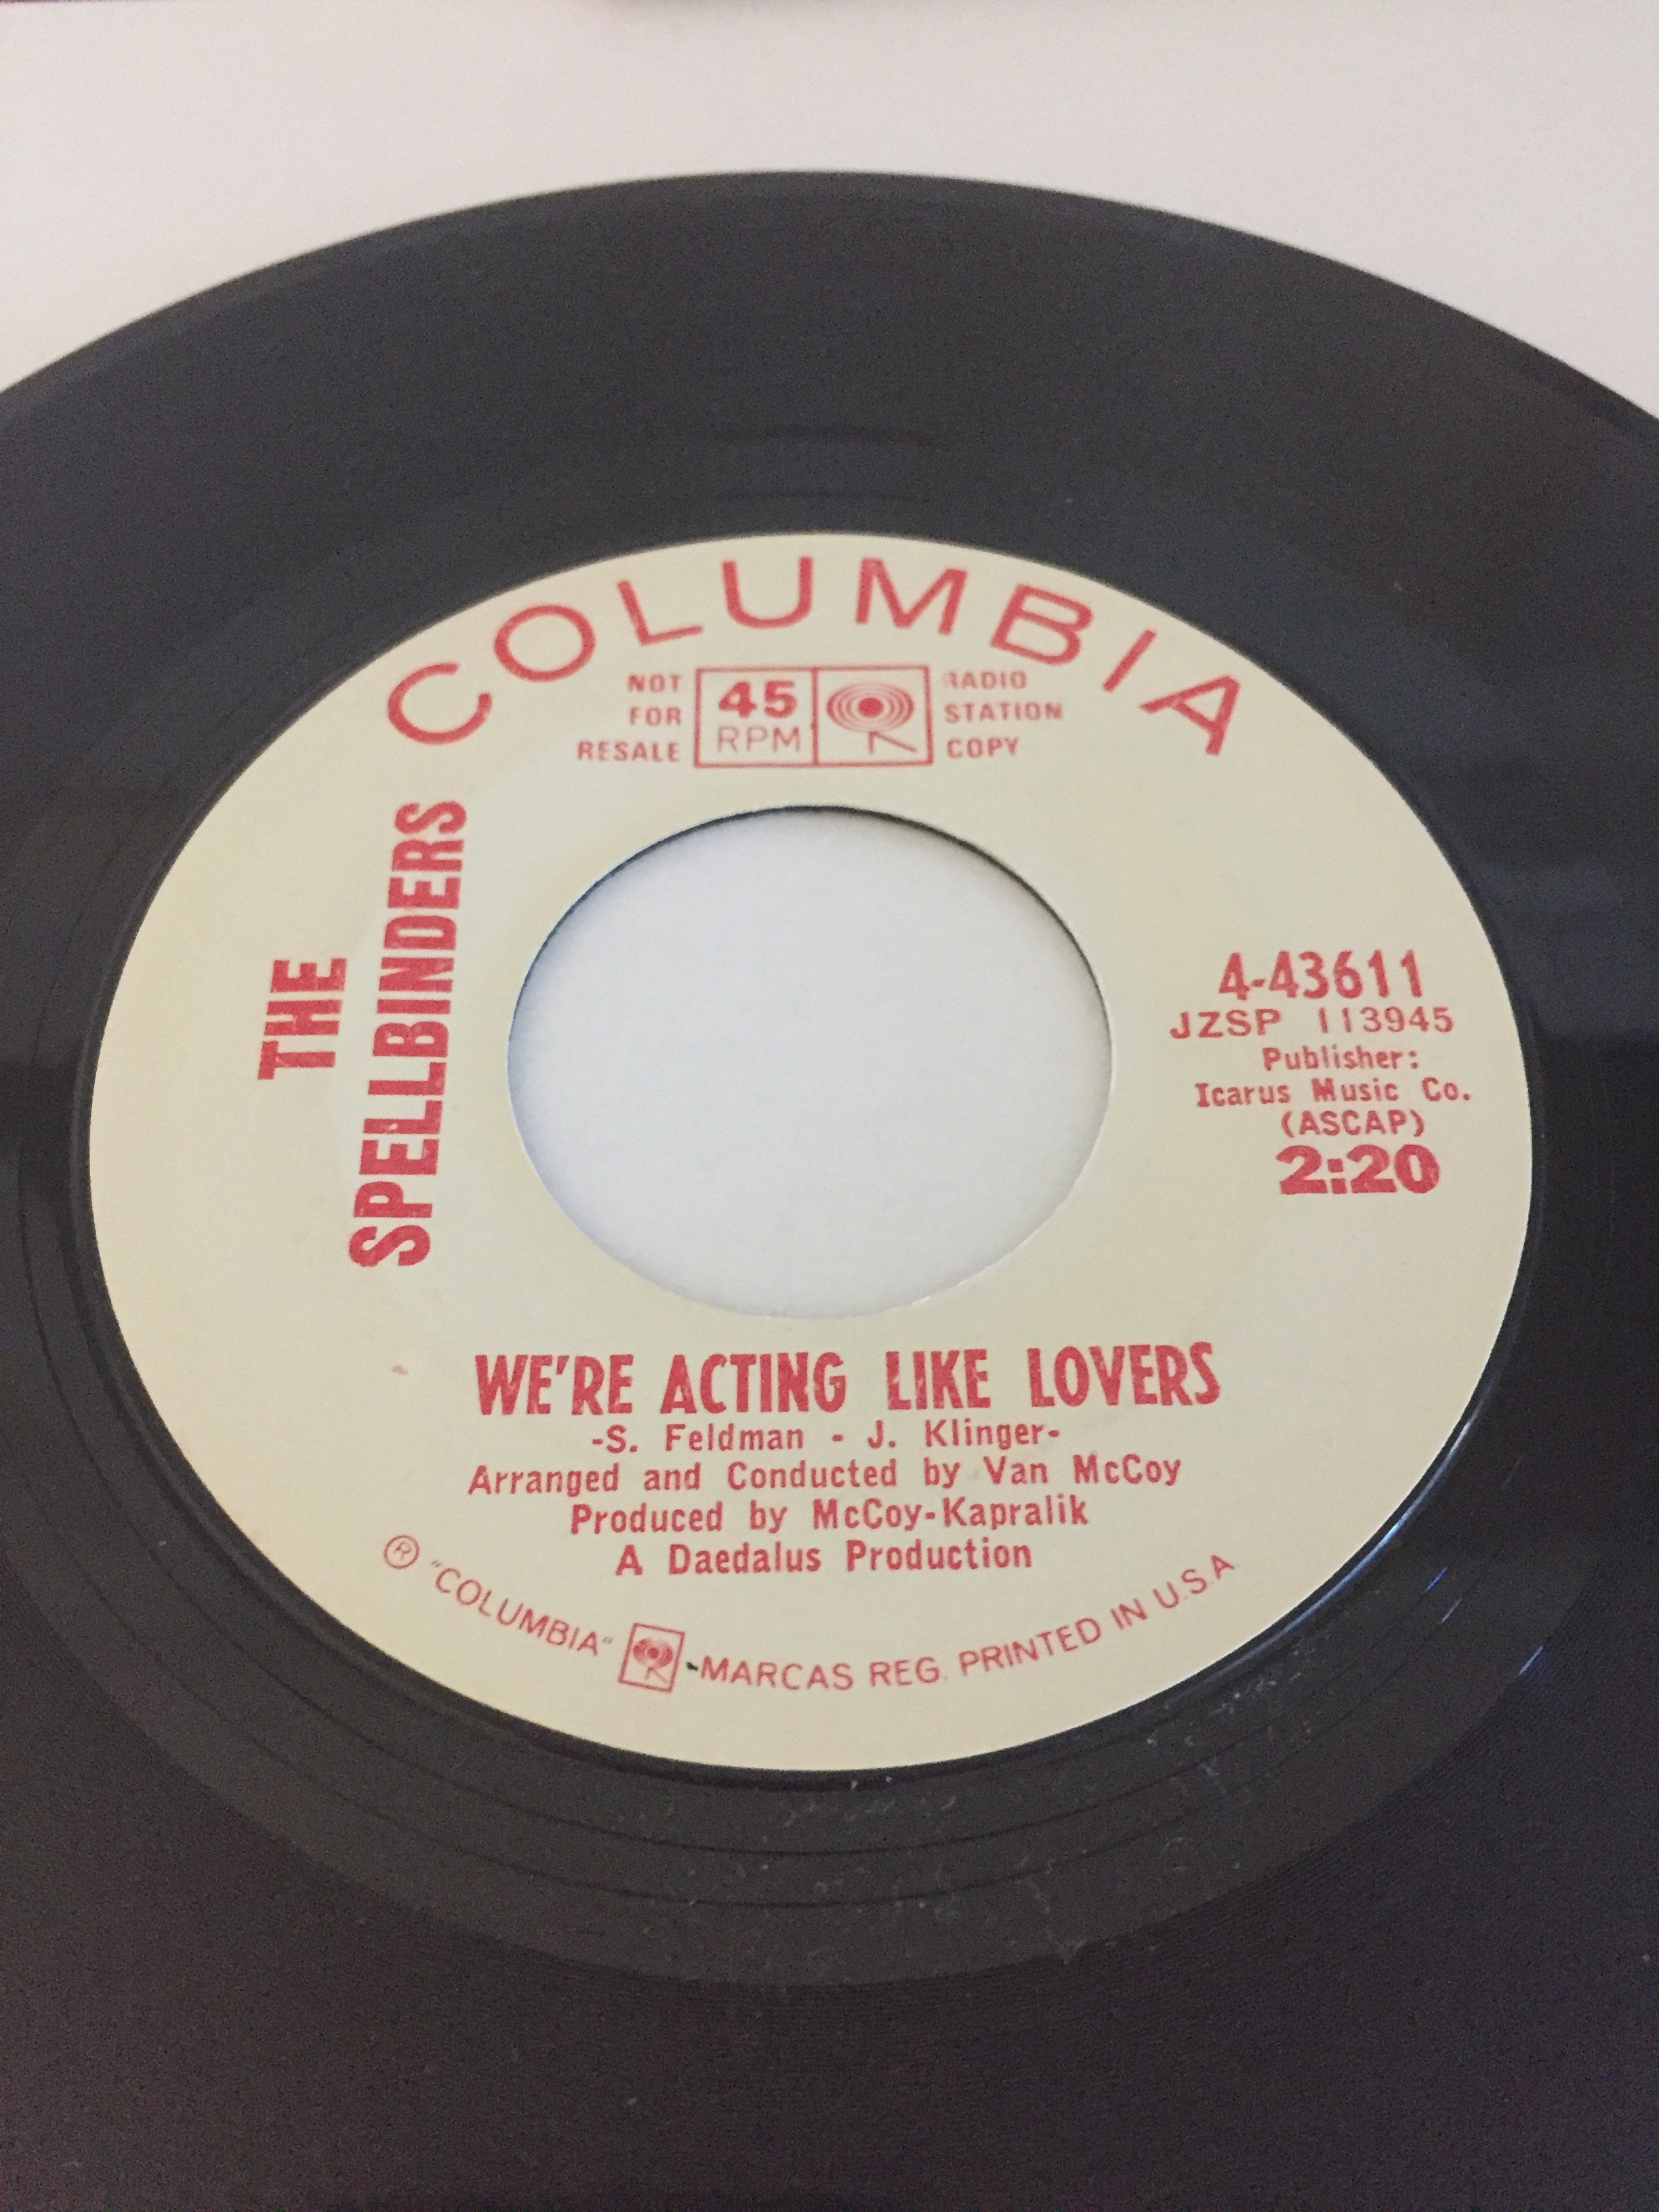 COLUMBIA
NOT
FOR
RESALE
45
RPM
RADIO
STATION
COPY
THE
SPELLBINDERS
4-43611
JZSP 113945
Publisher:
Icarus Music Co.
(ASCAP)
2:20
WE'RE ACTING LIKE LOVERS
-S. Feldman - J. Klinger-
Arranged and Conducted by Van McCoy
Produced by McCoy-Kapralik
A Daedalus Production
® "COLUMBIA" -MARCAS REG. PRINTED IN U.S.A